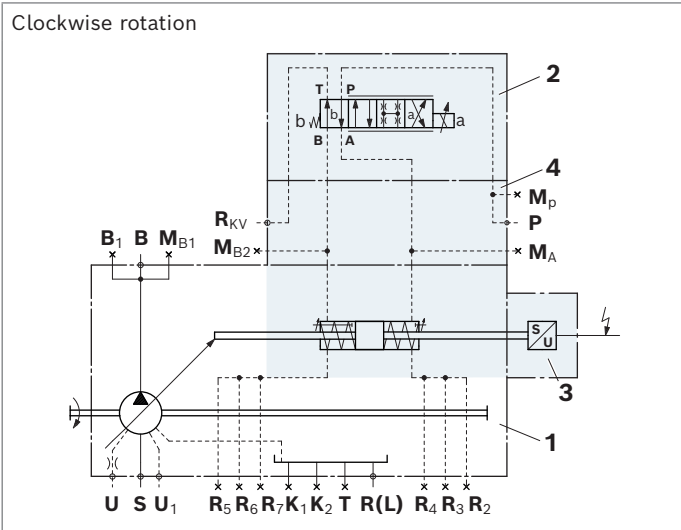 Clockwise rotation
2
T P
b b a a
B A
4
M_p
R_KV P
B_1 B M_B1 M_B2 M_A
S
U
3
1
U S U_1 R_5 R_6 R_7 K_1 K_2 T R(L) R_4 R_3 R_2